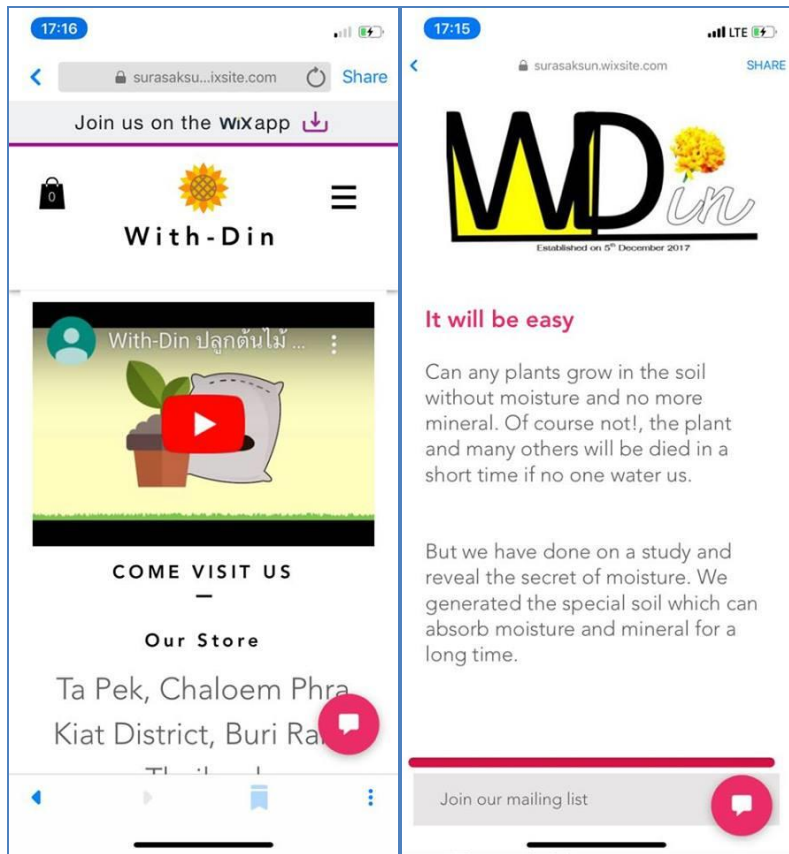 17:16
surasaksu...ixsite.com
Share
Join us on the WiX app
0
With-Din
With-Din ปลูกต้นไม้ ...
COME VISIT US
Our Store
Ta Pek, Chaloem Phra
Kiat District, Buri Ra
17:15
LTE
surasaksun.wixsite.com
SHARE
WDin
Established on 5th December 2017
It will be easy
Can any plants grow in the soil
without moisture and no more
mineral. Of course not!, the plant
and many others will be died in a
short time if no one water us.
But we have done on a study and
reveal the secret of moisture. We
generated the special soil which can
absorb moisture and mineral for a
long time.
Join our mailing list